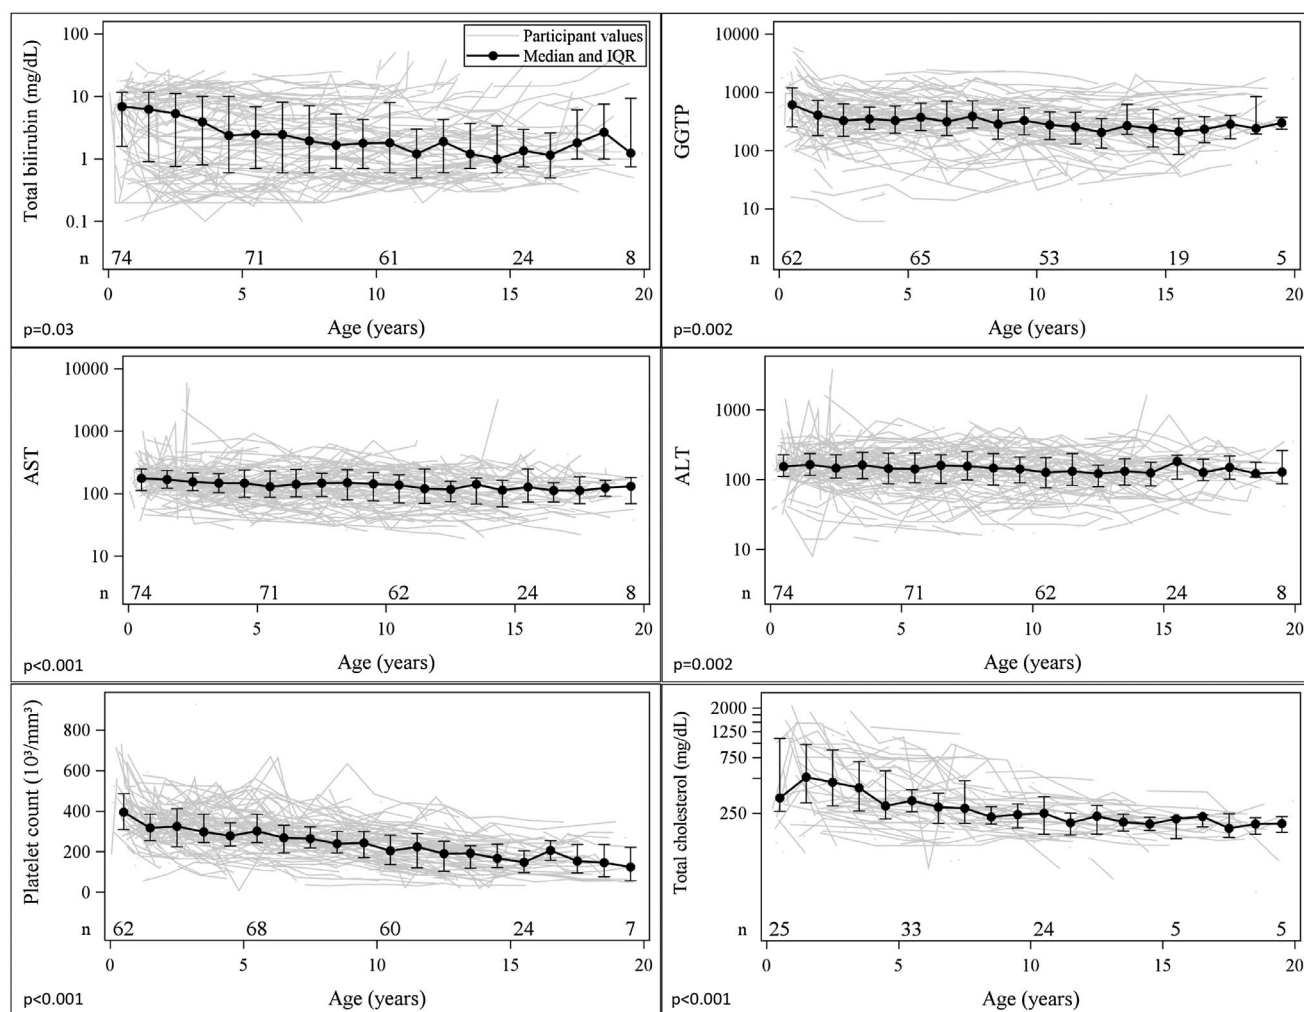 Total bilirubin (mg/dL)
100
10
1
0.1
Participant values
Median and IQR
n 74 71 61 24 8
0 5 10 15 20
Age (years)
p=0.03
GGTP
10000
1000
100
10
n 62 65 53 19 5
0 5 10 15 20
Age (years)
p=0.002
AST
10000
1000
100
10
n 74 71 62 24 8
0 5 10 15 20
Age (years)
p<0.001
ALT
1000
100
10
n 74 71 62 24 8
0 5 10 15 20
Age (years)
p=0.002
Platelet count (10³/mm³)
800
600
400
200
0
n 62 68 60 24 7
0 5 10 15 20
Age (years)
p<0.001
Total cholesterol (mg/dL)
2000
1250
750
250
n 25 33 24 5 5
0 5 10 15 20
Age (years)
p<0.001